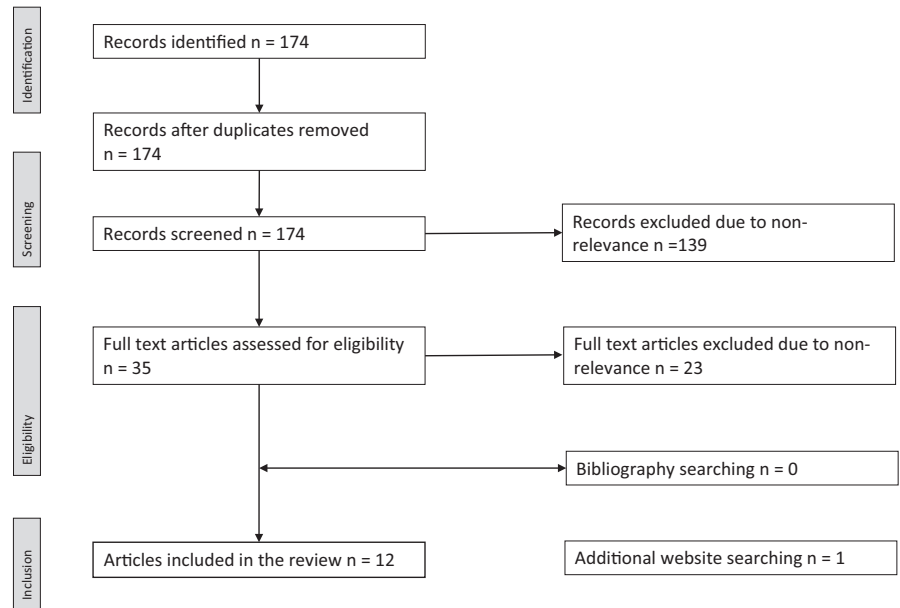 Identification
Records identified n = 174
Records after duplicates removed
n = 174
Screening
Records screened n = 174
Records excluded due to non-
relevance n =139
Eligibility
Full text articles assessed for eligibility
n = 35
Full text articles excluded due to non-
relevance n = 23
Bibliography searching n = 0
Inclusion
Articles included in the review n = 12
Additional website searching n = 1